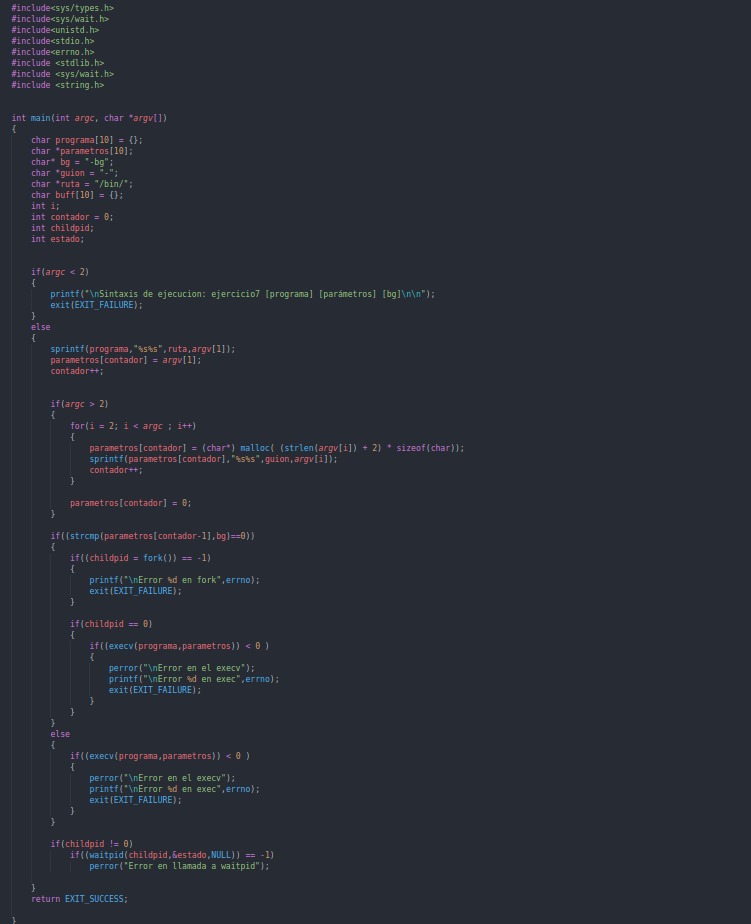 #include<sys/types.h>
#include<sys/wait.h>
#include<unistd.h>
#include<stdio.h>
#include<errno.h>
#include <stdlib.h>
#include <sys/wait.h>
#include <string.h>
int main(int argc, char *argv[])
{
char programa[10] = {};
char *parametros[10];
char* bg = "-bg";
char *guion = "-";
char *ruta = "/bin/";
char buff[10] = {};
int i;
int contador = 0;
int childpid;
int estado;
if(argc < 2)
{
printf("\nSintaxis de ejecucion: ejercicio7 [programa] [parámetros] [bg]\n\n");
exit(EXIT_FAILURE);
}
else
{
sprintf(programa,"%s%s",ruta,argv[1]);
parametros[contador] = argv[1];
contador++;
if(argc > 2)
{
for(i = 2; i < argc ; i++)
{
parametros[contador] = (char*) malloc( (strlen(argv[i]) + 2) * sizeof(char));
sprintf(parametros[contador],"%s%s",guion,argv[i]);
contador++;
}
parametros[contador] = 0;
}
if((strcmp(parametros[contador-1],bg)==0))
{
if((childpid = fork()) == -1)
{
printf("\nError %d en fork",errno);
exit(EXIT_FAILURE);
}
if(childpid == 0)
{
if((execv(programa,parametros)) < 0 )
{
perror("\nError en el execv");
printf("\nError %d en exec",errno);
exit(EXIT_FAILURE);
}
}
}
else
{
if((execv(programa,parametros)) < 0 )
{
perror("\nError en el execv");
printf("\nError %d en exec",errno);
exit(EXIT_FAILURE);
}
}
if(childpid != 0)
if((waitpid(childpid,&estado,NULL)) == -1)
perror("Error en llamada a waitpid");
}
return EXIT_SUCCESS;
}